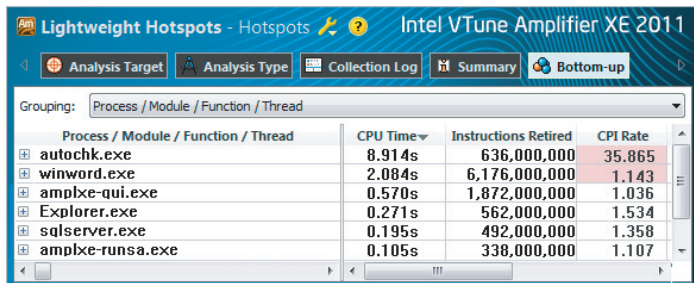 Lightweight Hotspots - Hotspots Intel VTune Amplifier XE 2011
Analysis Target Analysis Type Collection Log Summary Bottom-up
Grouping: Process / Module / Function / Thread
Process / Module / Function / Thread CPU Time Instructions Retired CPI Rate
autochk.exe 8.914s 636,000,000 35.865
winword.exe 2.084s 6,176,000,000 1.143
amplxe-gui.exe 0.570s 1,872,000,000 1.036
Explorer.exe 0.271s 562,000,000 1.534
sqlserver.exe 0.195s 492,000,000 1.358
amplxe-runsa.exe 0.105s 338,000,000 1.107